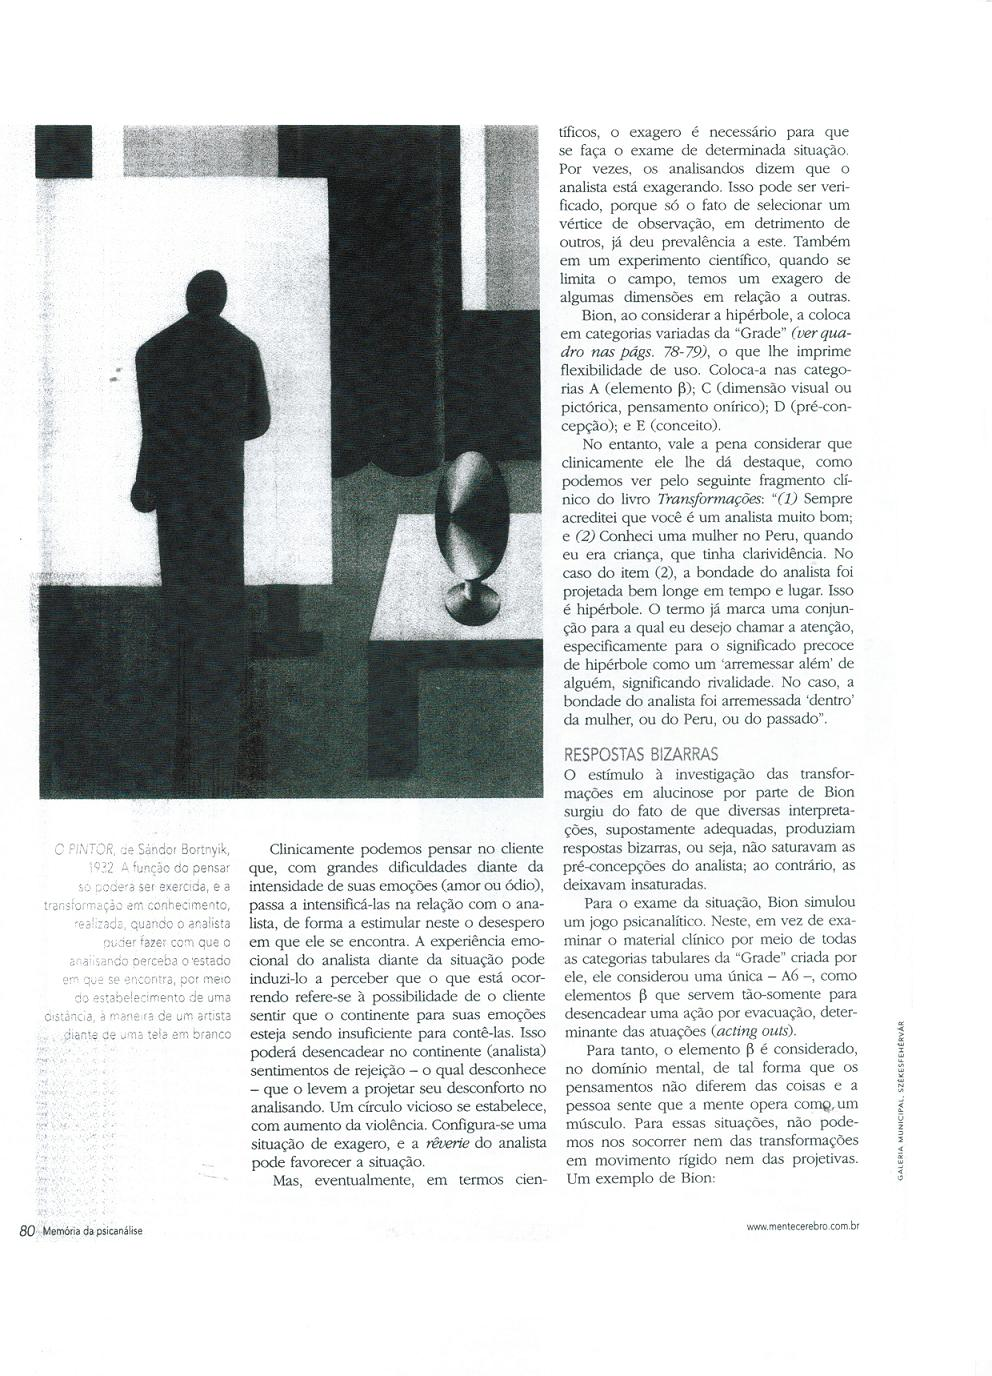 O PINTOR, de Sándor Bortnyik,
1932. A função do pensar
só poderá ser exercida, e a
transformação em conhecimento,
realizada, quando o analista
puder fazer com que o
analisando perceba o estado
em que se encontra, por meio
do estabelecimento de uma
distância, à maneira de um artista
diante de uma tela em branco
Clinicamente podemos pensar no cliente
que, com grandes dificuldades diante da
intensidade de suas emoções (amor ou ódio),
passa a intensificá-las na relação com o ana-
lista, de forma a estimular neste o desespero
em que ele se encontra. A experiência emo-
cional do analista diante da situação pode
induzi-lo a perceber que o que está ocor-
rendo refere-se à possibilidade de o cliente
sentir que o continente para suas emoções
esteja sendo insuficiente para contê-las. Isso
poderá desencadear no continente (analista)
sentimentos de rejeição – o qual desconhece
– que o levem a projetar seu desconforto no
analisando. Um círculo vicioso se estabelece,
com aumento da violência. Configura-se uma
situação de exagero, e a rêverie do analista
pode favorecer a situação.
Mas, eventualmente, em termos cien-
tíficos, o exagero é necessário para que
se faça o exame de determinada situação.
Por vezes, os analisandos dizem que o
analista está exagerando. Isso pode ser veri-
ficado, porque só o fato de selecionar um
vértice de observação, em detrimento de
outros, já deu prevalência a este. Também
em um experimento científico, quando se
limita o campo, temos um exagero de
algumas dimensões em relação a outras.
Bion, ao considerar a hipérbole, a coloca
em categorias variadas da “Grade” (ver qua-
dro nas págs. 78-79), o que lhe imprime
flexibilidade de uso. Coloca-a nas catego-
rias A (elemento β); C (dimensão visual ou
pictórica, pensamento onírico); D (pré-con-
cepção); e E (conceito).
No entanto, vale a pena considerar que
clinicamente ele lhe dá destaque, como
podemos ver pelo seguinte fragmento clí-
nico do livro Transformações: “(1) Sempre
acreditei que você é um analista muito bom;
e (2) Conheci uma mulher no Peru, quando
eu era criança, que tinha clarividência. No
caso do item (2), a bondade do analista foi
projetada bem longe em tempo e lugar. Isso
é hipérbole. O termo já marca uma conjun-
ção para a qual eu desejo chamar a atenção,
especificamente para o significado precoce
de hipérbole como um ‘arremessar além’ de
alguém, significando rivalidade. No caso, a
bondade do analista foi arremessada ‘dentro’
da mulher, ou do Peru, ou do passado”.
RESPOSTAS BIZARRAS
O estímulo à investigação das transfor-
mações em alucinose por parte de Bion
surgiu do fato de que diversas interpreta-
ções, supostamente adequadas, produziam
respostas bizarras, ou seja, não saturavam as
pré-concepções do analista; ao contrário, as
deixavam insaturadas.
Para o exame da situação, Bion simulou
um jogo psicanalítico. Neste, em vez de exa-
minar o material clínico por meio de todas
as categorias tabulares da “Grade” criada por
ele, ele considerou uma única – A6 –, como
elementos β que servem tão-somente para
desencadear uma ação por evacuação, deter-
minante das atuações (acting outs).
Para tanto, o elemento β é considerado,
no domínio mental, de tal forma que os
pensamentos não diferem das coisas e a
pessoa sente que a mente opera como um
músculo. Para essas situações, não pode-
mos nos socorrer nem das transformações
em movimento rígido nem das projetivas.
Um exemplo de Bion:
GALERIA MUNICIPAL, SZÉKESFEHÉRVÁR
80 Memória da psicanálise
www.mentecerebro.com.br